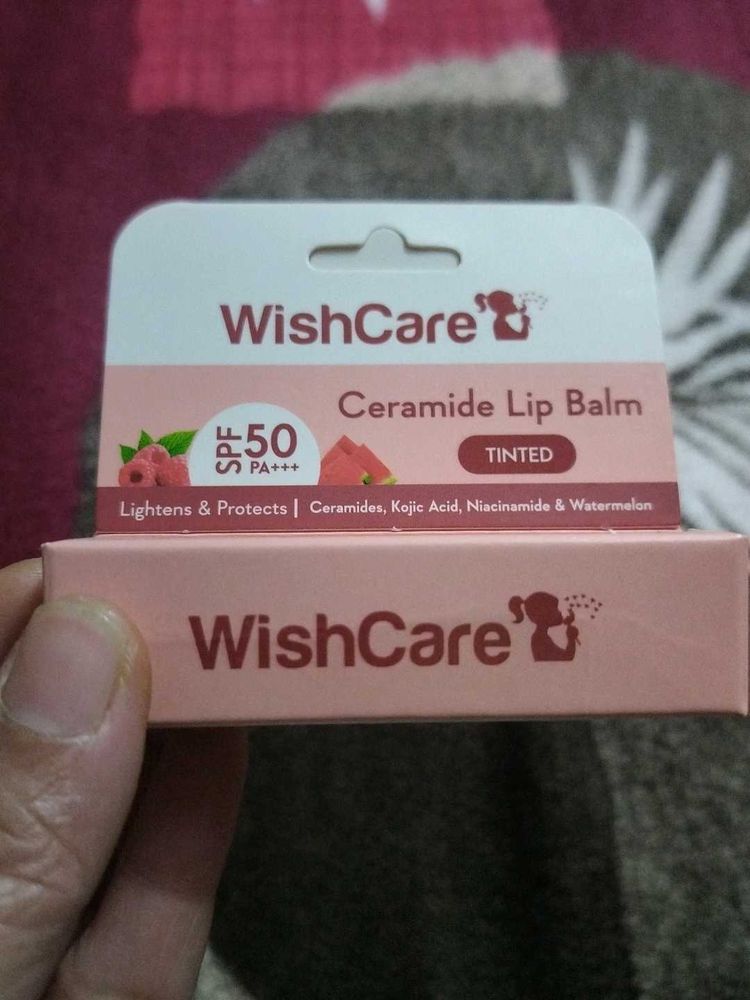 WishCare
Ceramide Lip Balm
SPF 50
PA+++
TINTED
Lightens & Protects | Ceramides, Kojic Acid, Niacinamide & Watermelon
WishCare